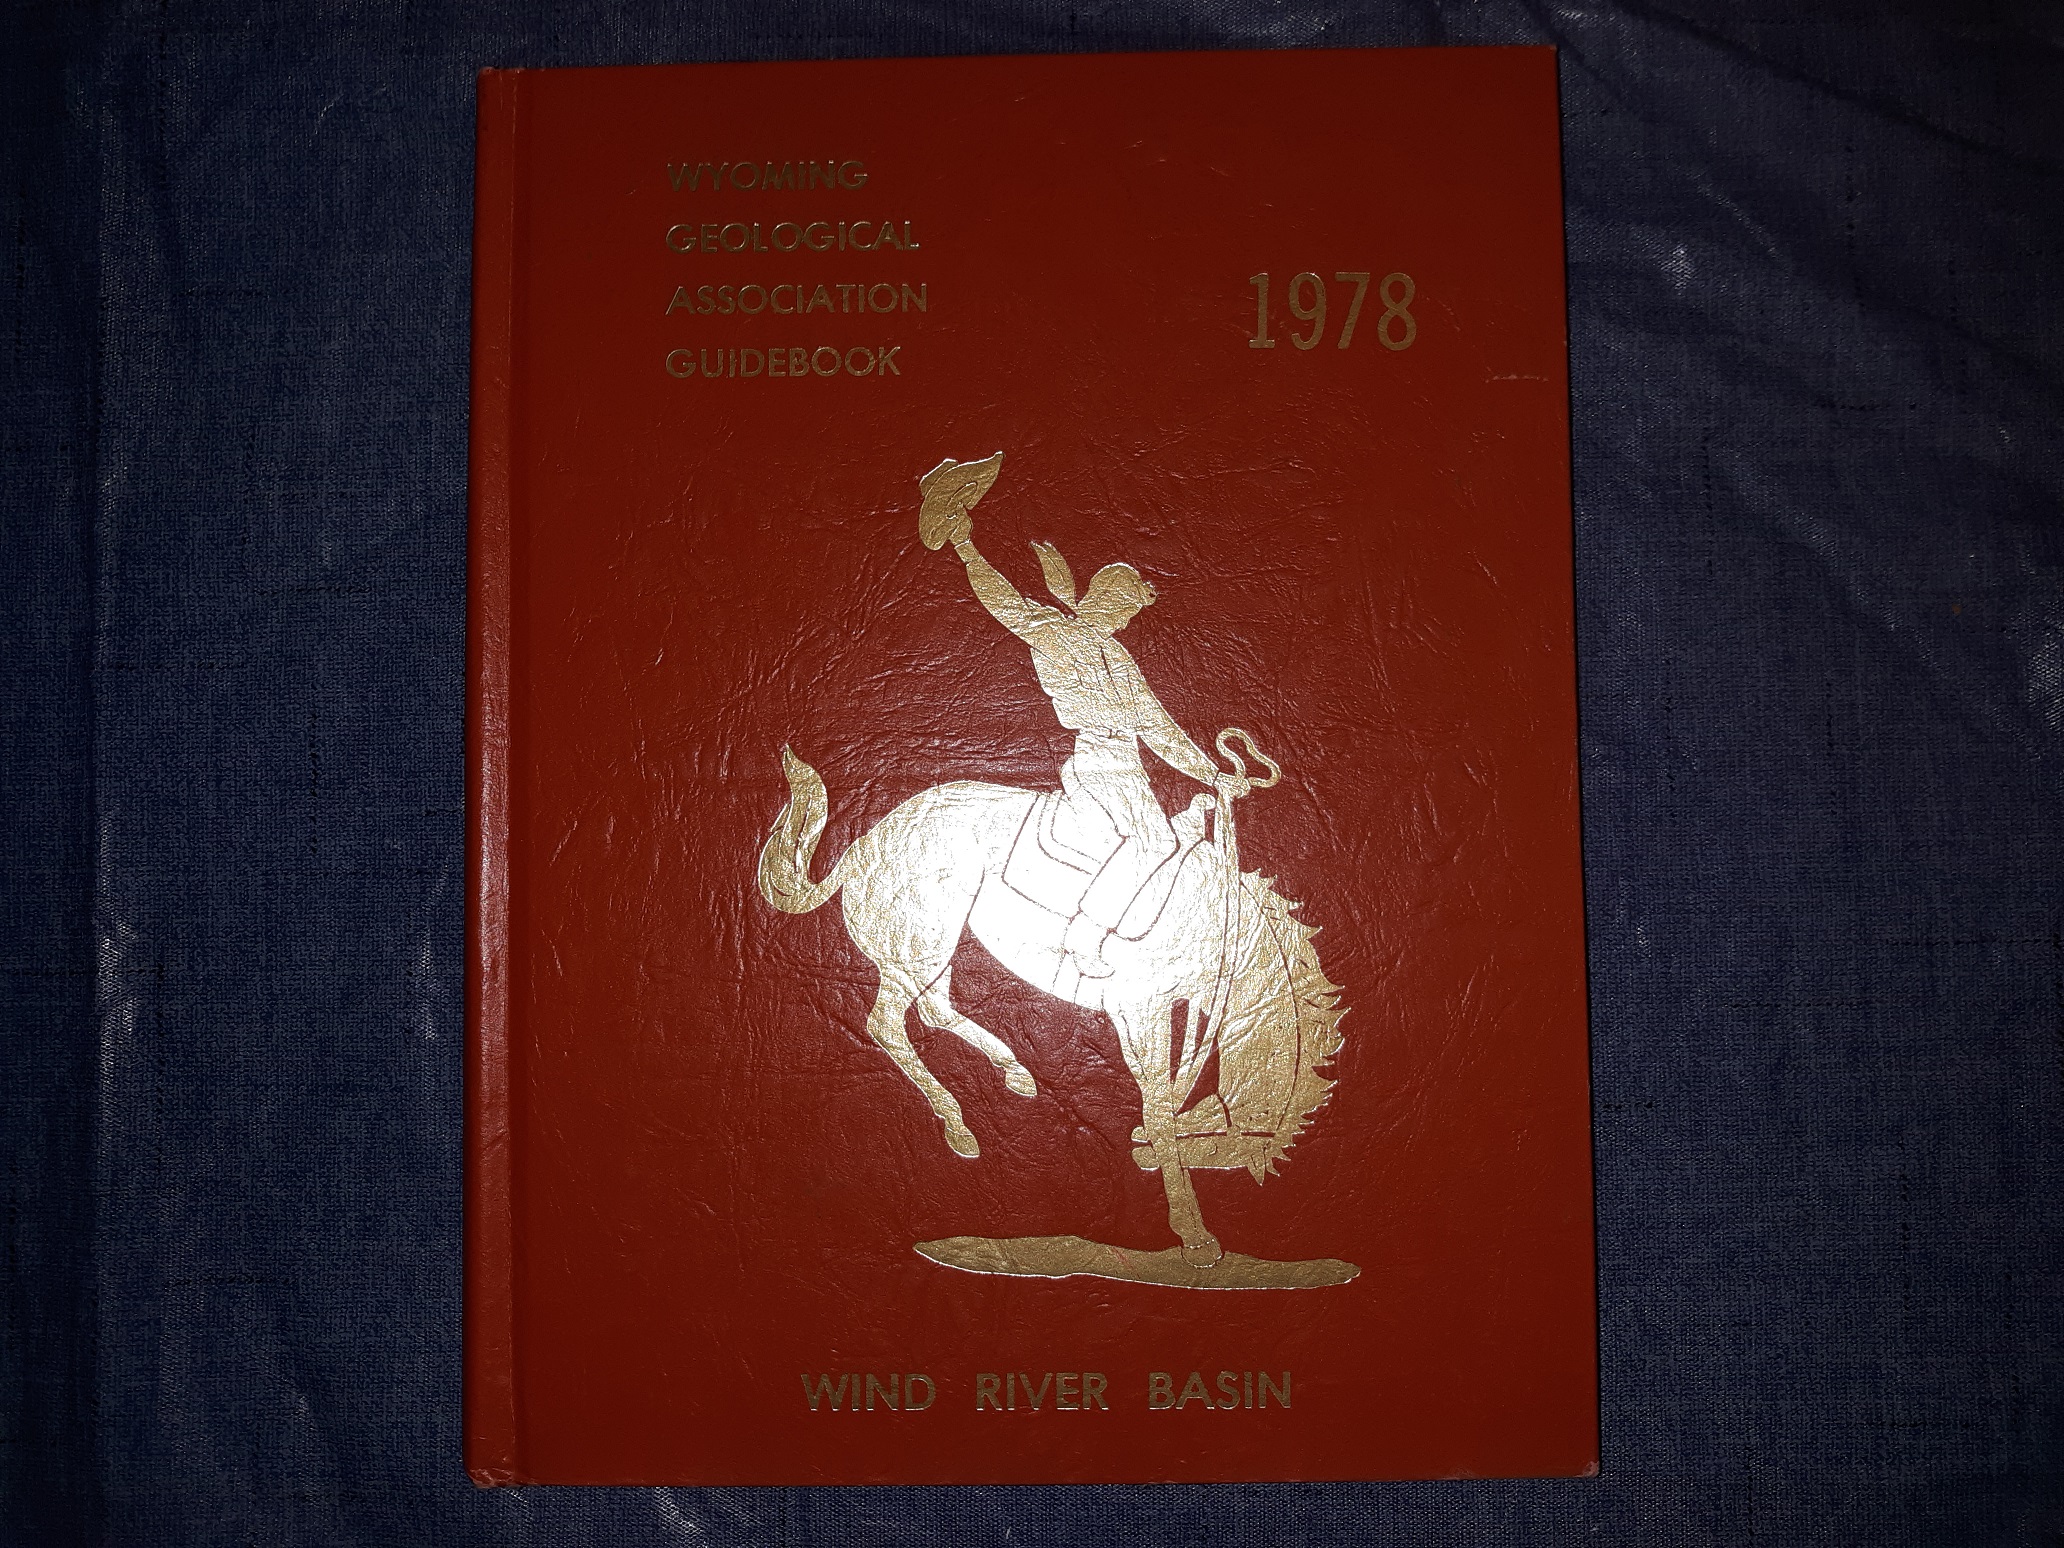 WYOMING
GEOLOGICAL
ASSOCIATION
GUIDEBOOK
1978
WIND RIVER BASIN